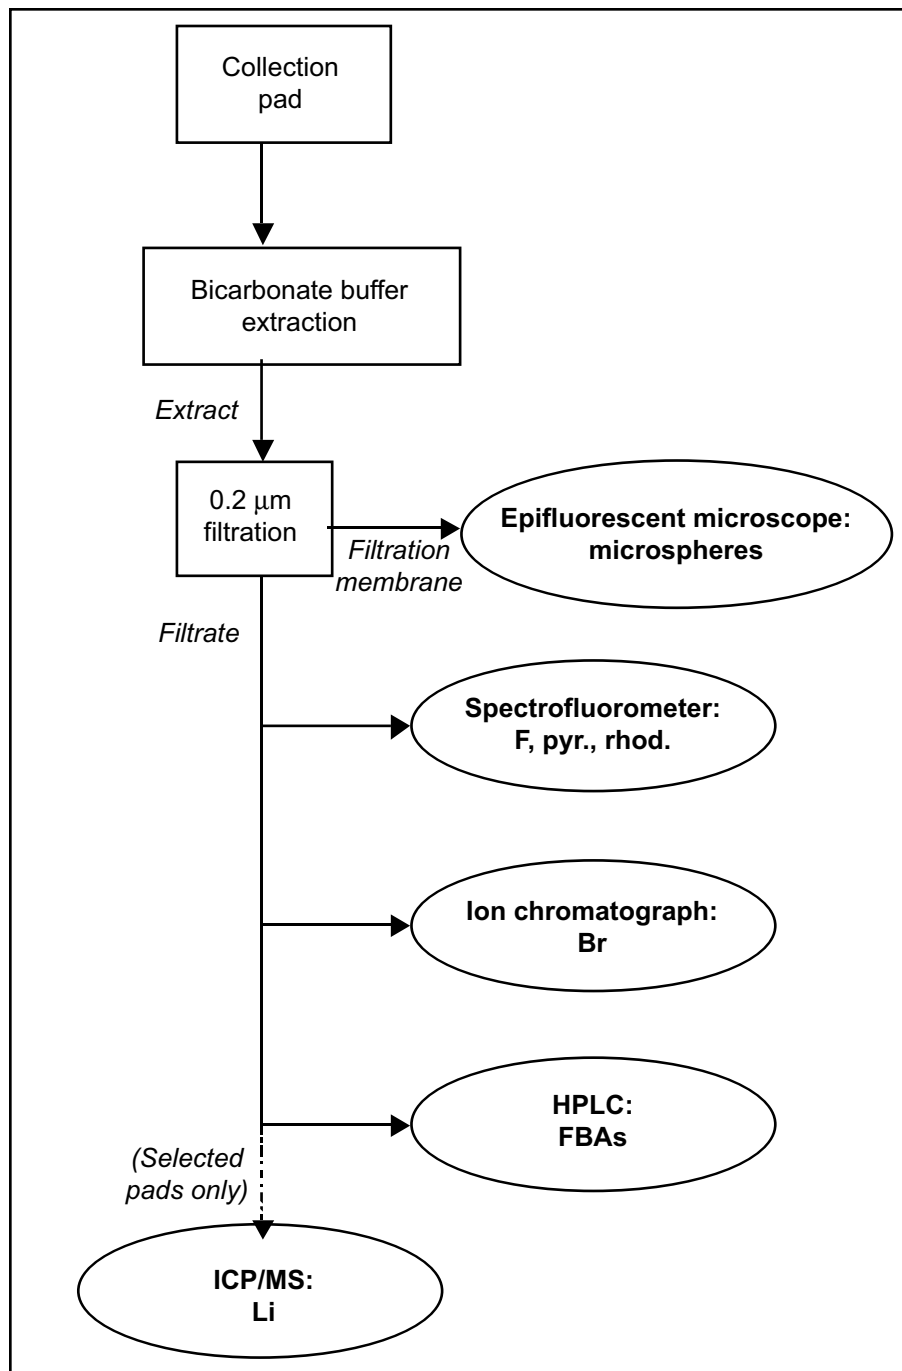 Collection
pad
Bicarbonate buffer
extraction
Extract
0.2 μm
filtration
Epifluorescent microscope:
microspheres
Filtration
membrane
Filtrate
Spectrofluorometer:
F, pyr., rhod.
Ion chromatograph:
Br
HPLC:
FBAs
(Selected
pads only)
ICP/MS:
Li